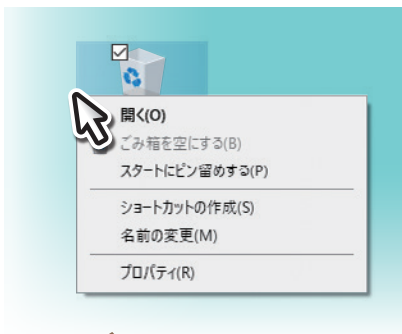 開く(O)
ごみ箱を空にする(B)
スタートにピン留めする(P)
ショートカットの作成(S)
名前の変更(M)
プロパティ(R)